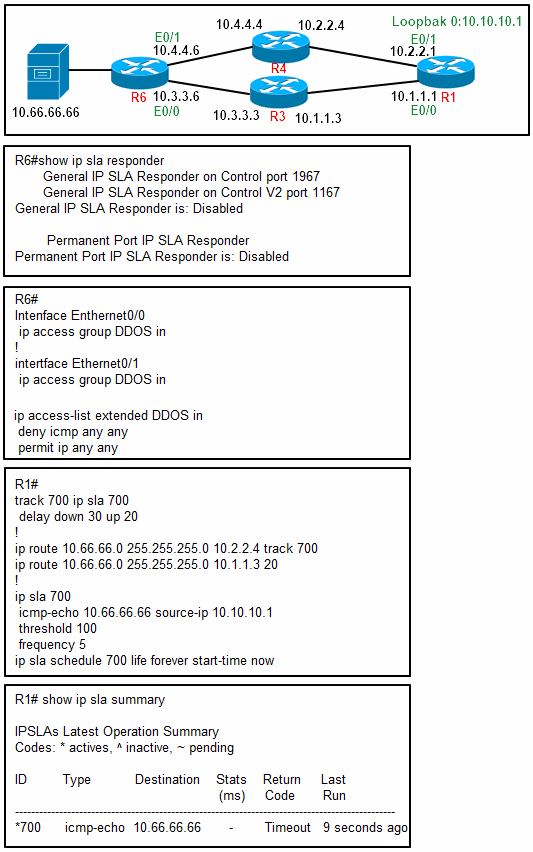 Loopbak 0:10.10.10.1
10.4.4.4
10.2.2.4
E0/1
E0/1
10.4.4.6
10.2.2.1
R4
10.66.66.66
R6
10.3.3.6
E0/0
10.3.3.3
R3
10.1.1.3
10.1.1.1
R1
E0/0
R6#show ip sla responder
General IP SLA Responder on Control port 1967
General IP SLA Responder on Control V2 port 1167
General IP SLA Responder is: Disabled
Permanent Port IP SLA Responder
Permanent Port IP SLA Responder is: Disabled
R6#
Intenface Enthernet0/0
ip access group DDOS in
!
intertface Ethernet0/1
ip access group DDOS in
ip access-list extended DDOS in
deny icmp any any
permit ip any any
R1#
track 700 ip sla 700
delay down 30 up 20
!
ip route 10.66.66.0 255.255.255.0 10.2.2.4 track 700
ip route 10.66.66.0 255.255.255.0 10.1.1.3 20
!
ip sla 700
icmp-echo 10.66.66.66 source-ip 10.10.10.1
threshold 100
frequency 5
ip sla schedule 700 life forever start-time now
R1# show ip sla summary
IPSLAs Latest Operation Summary
Codes: * actives, ^ inactive, ~ pending
ID Type Destination Stats Return Last
(ms) Code Run
--------------------------------------------------------------------------------
*700 icmp-echo 10.66.66.66 - Timeout 9 seconds ago